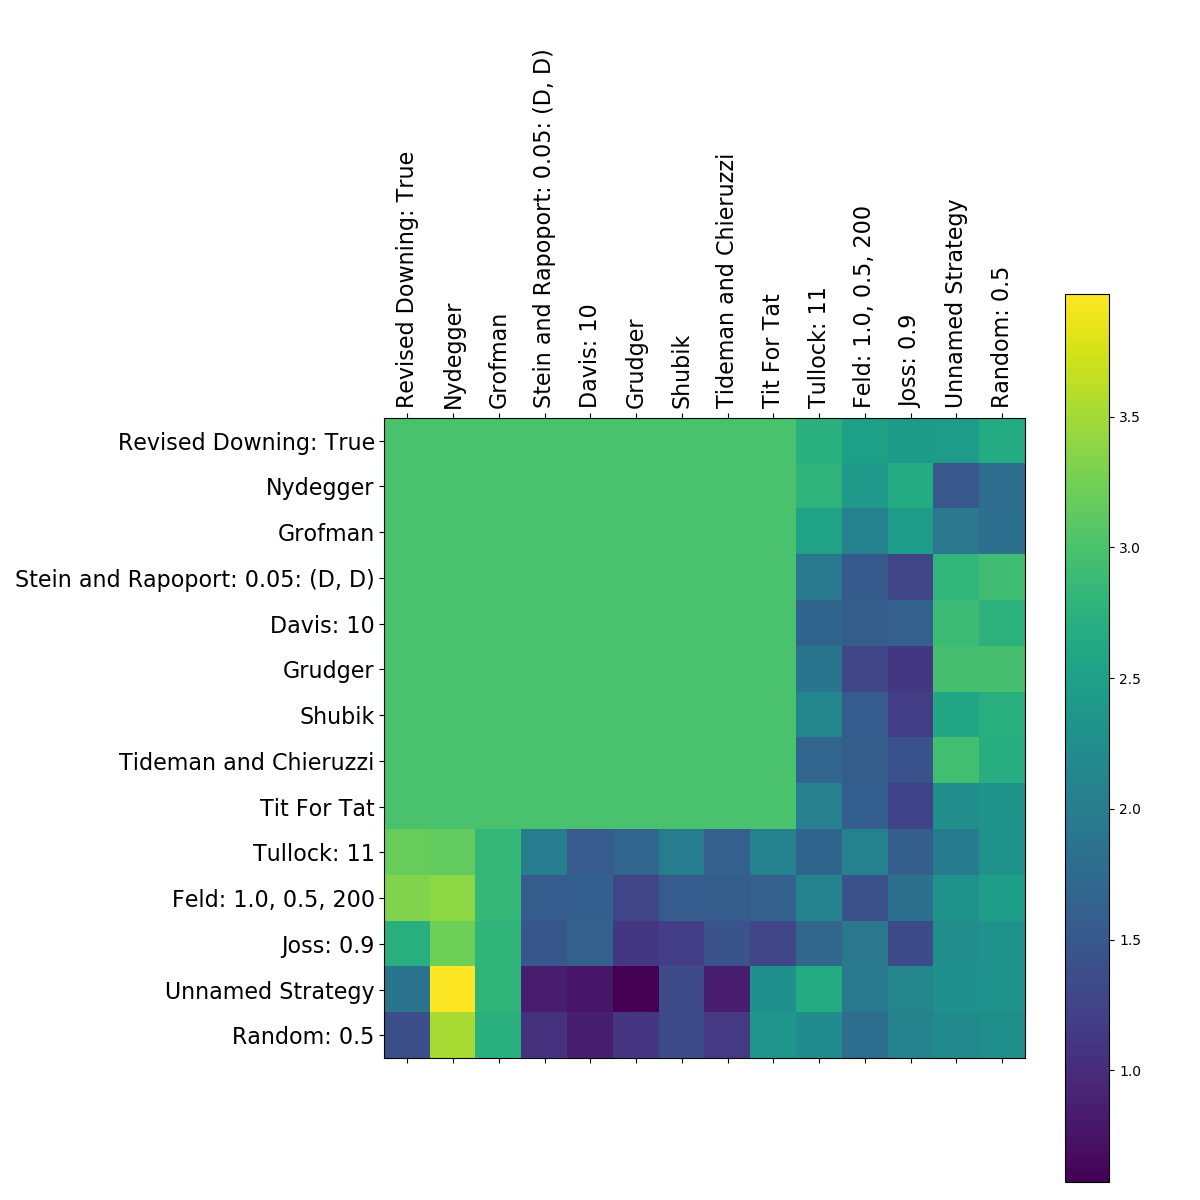 Revised Downing: True
Nydegger
Grofman
Stein and Rapoport: 0.05: (D, D)
Davis: 10
Grudger
Shubik
Tideman and Chieruzzi
Tit For Tat
Tullock: 11
Feld: 1.0, 0.5, 200
Joss: 0.9
Unnamed Strategy
Random: 0.5
Revised Downing: True
Nydegger
Grofman
Stein and Rapoport: 0.05: (D, D)
Davis: 10
Grudger
Shubik
Tideman and Chieruzzi
Tit For Tat
Tullock: 11
Feld: 1.0, 0.5, 200
Joss: 0.9
Unnamed Strategy
Random: 0.5
3.5
3.0
2.5
2.0
1.5
1.0